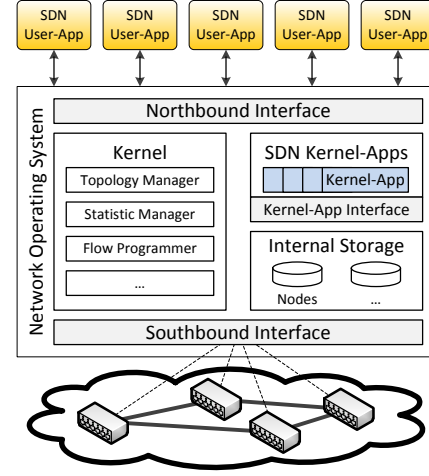 SDN
User-App
SDN
User-App
SDN
User-App
SDN
User-App
SDN
User-App
Network Operating System
Northbound Interface
Kernel
Topology Manager
Statistic Manager
Flow Programmer
...
SDN Kernel-Apps
Kernel-App
Kernel-App Interface
Internal Storage
Nodes
...
Southbound Interface